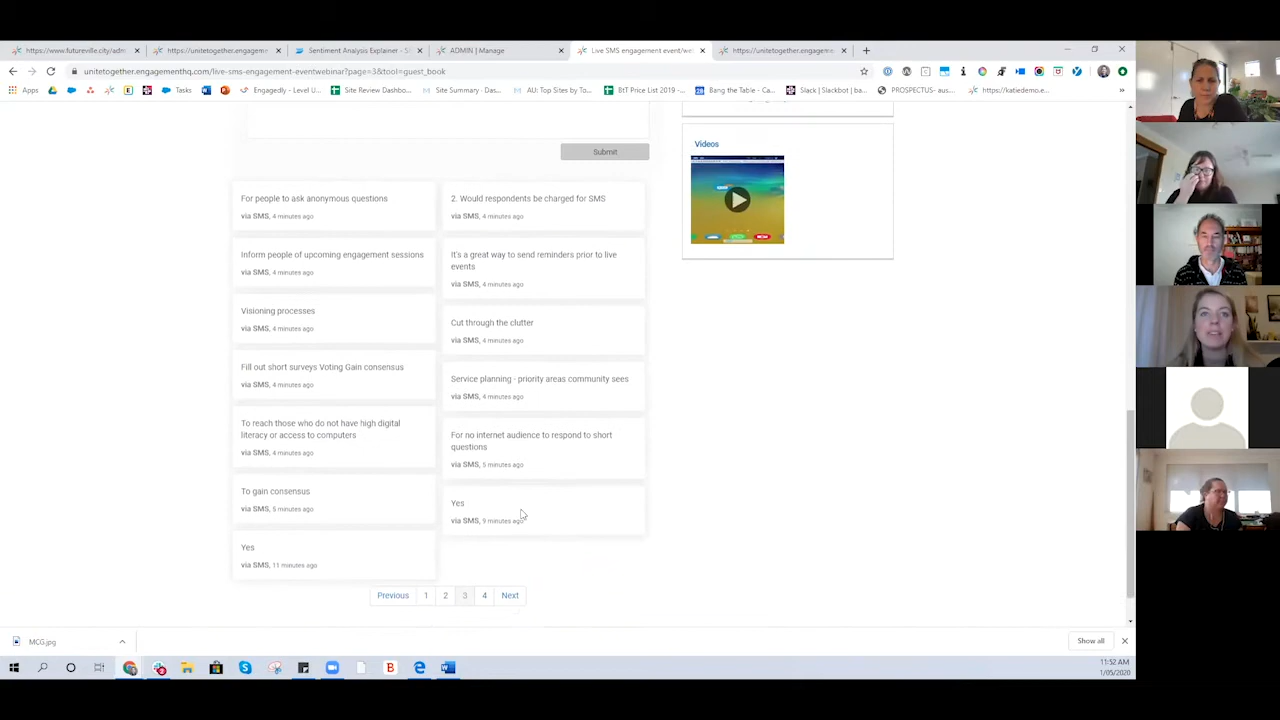 https://www.futureville.city/adm
https://unitetogether.engageme
Sentiment Analysis Explainer - Si
ADMIN | Manage
Live SMS engagement event/we
https://unitetogether.engageme
unitetogether.engagementhq.com/live-sms-engagement-eventwebinar?page=3&tool=guest_book
Apps
Tasks
Engagedly - Level U...
Site Review Dashbo...
Site Summary - Das...
AU: Top Sites by To...
BtT Price List 2019 -...
Bang the Table - Ca...
Slack | Slackbot | ba...
PROSPECTUS- aus...
https://katiedemo.e...
Submit
Videos
For people to ask anonymous questions
via SMS, 4 minutes ago
2. Would respondents be charged for SMS
via SMS, 4 minutes ago
Inform people of upcoming engagement sessions
via SMS, 4 minutes ago
It's a great way to send reminders prior to live
events
via SMS, 4 minutes ago
Visioning processes
via SMS, 4 minutes ago
Cut through the clutter
via SMS, 4 minutes ago
Fill out short surveys Voting Gain consensus
via SMS, 4 minutes ago
Service planning - priority areas community sees
via SMS, 4 minutes ago
To reach those who do not have high digital
literacy or access to computers
via SMS, 4 minutes ago
For no internet audience to respond to short
questions
via SMS, 5 minutes ago
To gain consensus
via SMS, 5 minutes ago
Yes
via SMS, 9 minutes ago
Yes
via SMS, 11 minutes ago
Previous 1 2 3 4 Next
MCG.jpg
Show all
11:52 AM
1/05/2020